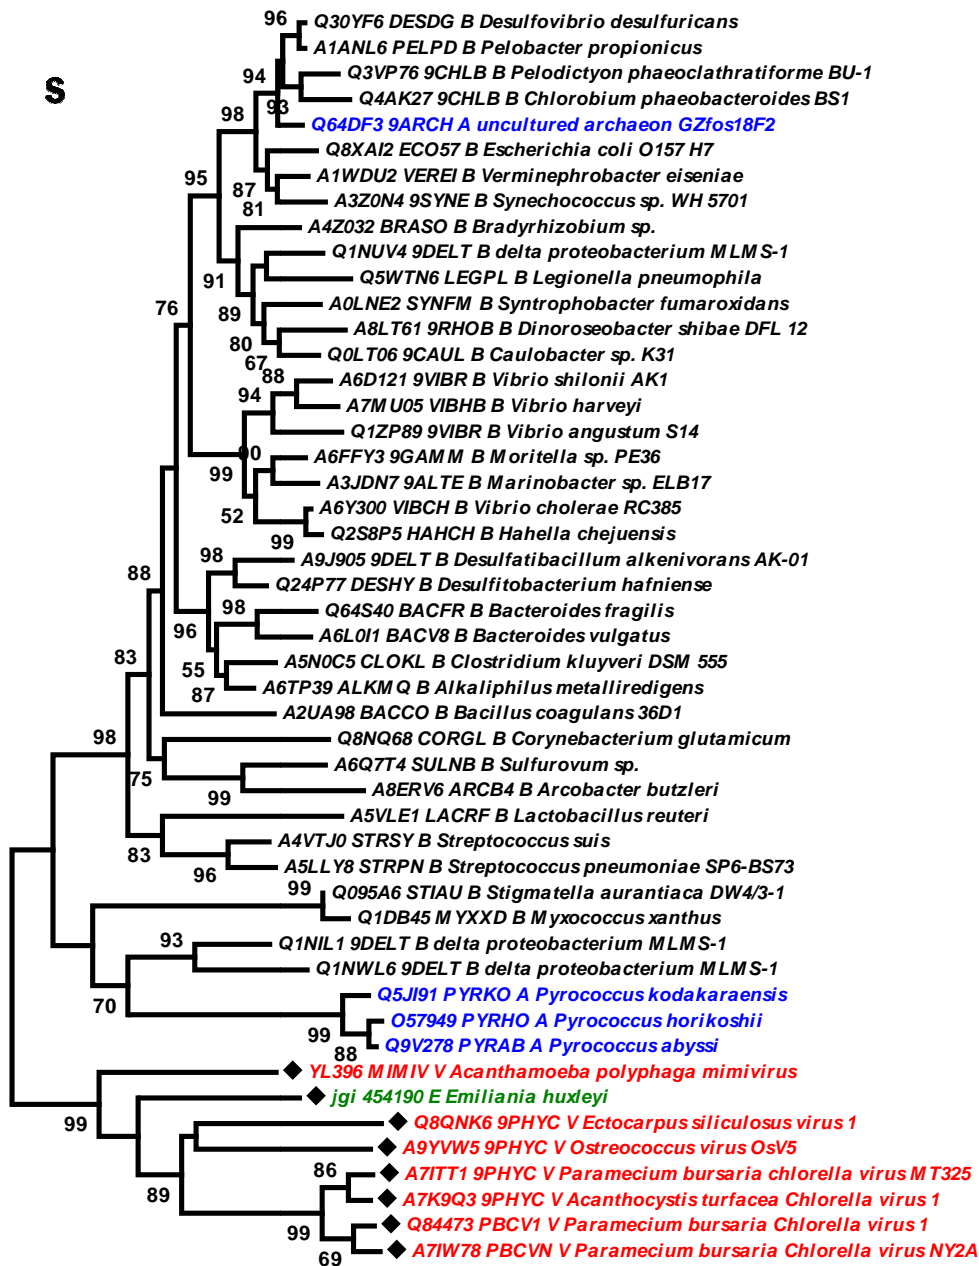 96
Q30YF6 DESDG B Desulfovibrio desulfuricans
A1ANL6 PELPD B Pelobacter propionicus
S
94
Q3VP76 9CHLB B Pelodictyon phaeoclathratiforme BU-1
Q4AK27 9CHLB B Chlorobium phaeobacteroides BS1
93
98
Q64DF3 9ARCH A uncultured archaeon GZfos18F2
Q8XAI2 ECO57 B Escherichia coli O157 H7
95
A1WDU2 VEREI B Verminephrobacter eiseniae
87
A3Z0N4 9SYNE B Synechococcus sp. WH 5701
81
A4Z032 BRASO B Bradyrhizobium sp.
Q1NUV4 9DELT B delta proteobacterium MLMS-1
91
Q5WTN6 LEGPL B Legionella pneumophila
76
A0LNE2 SYNFM B Syntrophobacter fumaroxidans
89
A8LT61 9RHOB B Dinoroseobacter shibae DFL 12
80
Q0LT06 9CAUL B Caulobacter sp. K31
67
88
A6D121 9VIBR B Vibrio shilonii AK1
94
A7MU05 VIBHB B Vibrio harveyi
Q1ZP89 9VIBR B Vibrio angustum S14
A6FFY3 9GAMM B Moritella sp. PE36
99
A3JDN7 9ALTE B Marinobacter sp. ELB17
A6Y300 VIBCH B Vibrio cholerae RC385
52
Q2S8P5 HAHCH B Hahella chejuensis
99
98
A9J905 9DELT B Desulfatibacillum alkenivorans AK-01
88
Q24P77 DESHY B Desulfitobacterium hafniense
98
Q64S40 BACFR B Bacteroides fragilis
96
A6L0I1 BACV8 B Bacteroides vulgatus
83
A5N0C5 CLOKL B Clostridium kluyveri DSM 555
55
A6TP39 ALKMQ B Alkaliphilus metalliredigens
87
A2UA98 BACCO B Bacillus coagulans 36D1
98
Q8NQ68 CORGL B Corynebacterium glutamicum
A6Q7T4 SULNB B Sulfurovum sp.
75
A8ERV6 ARCB4 B Arcobacter butzleri
99
A5VLE1 LACRF B Lactobacillus reuteri
A4VTJ0 STRSY B Streptococcus suis
83
A5LLY8 STRPN B Streptococcus pneumoniae SP6-BS73
96
99
Q095A6 STIAU B Stigmatella aurantiaca DW4/3-1
Q1DB45 MYXXD B Myxococcus xanthus
93
Q1NIL1 9DELT B delta proteobacterium MLMS-1
Q1NWL6 9DELT B delta proteobacterium MLMS-1
Q5JI91 PYRKO A Pyrococcus kodakaraensis
70
O57949 PYRHO A Pyrococcus horikoshii
99
Q9V278 PYRAB A Pyrococcus abyssi
88
YL396 MIMIV V Acanthamoeba polyphaga mimivirus
jgi 454190 E Emiliania huxleyi
99
Q8QNK6 9PHYC V Ectocarpus siliculosus virus 1
A9YVW5 9PHYC V Ostreococcus virus OsV5
86
A7ITT1 9PHYC V Paramecium bursaria chlorella virus MT325
89
A7K9Q3 9PHYC V Acanthocystis turfacea Chlorella virus 1
Q84473 PBCV1 V Paramecium bursaria Chlorella virus 1
99
A7IW78 PBCVN V Paramecium bursaria Chlorella virus NY2A
69